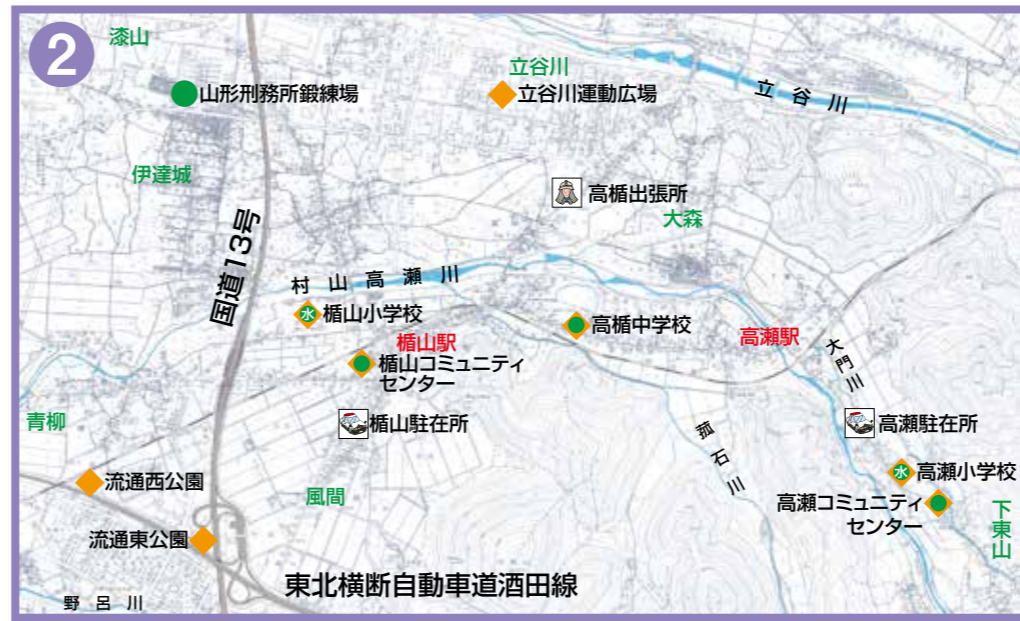 2
漆山
山形刑務所鍛練場
立谷川
立谷川運動広場
立谷川
伊達城
高楯出張所
大森
国道13号
村山高瀬川
水
楯山小学校
楯山駅
高楯中学校
高瀬駅
大門川
楯山コミュニティ
センター
青柳
楯山駐在所
菰石川
高瀬駐在所
流通西公園
風間
水
高瀬小学校
高瀬コミュニティ
センター
下東山
流通東公園
東北横断自動車道酒田線
野呂川